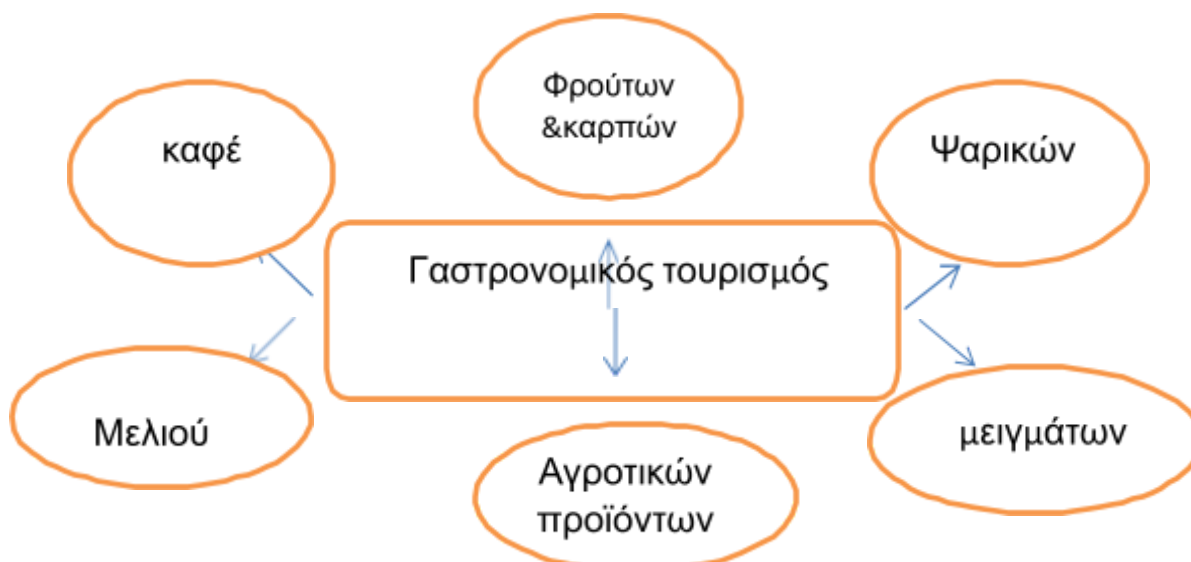 Φρούτων
&καρπών
καφέ
Ψαρικών
Γαστρονομικός τουρισμός
Μελιού
μειγμάτων
Αγροτικών
προϊόντων